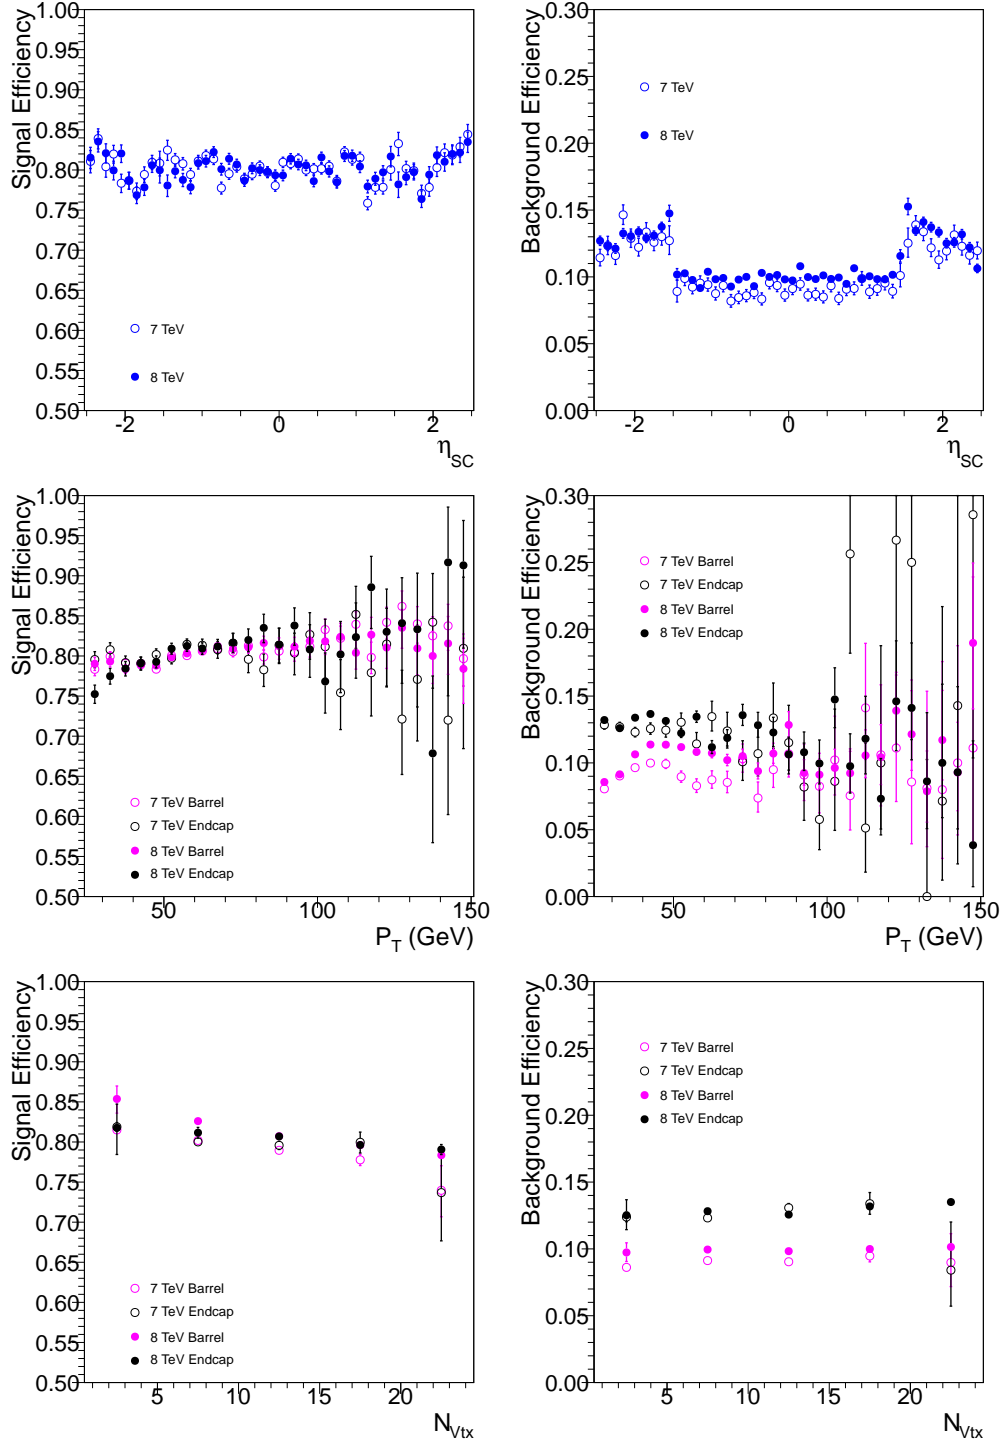 Signal Efficiency
1.00
0.95
0.90
0.85
0.80
0.75
0.70
0.65
0.60
0.55
0.50
7 TeV
8 TeV
-2 0 2
ηSC
Background Efficiency
0.30
0.25
0.20
0.15
0.10
0.05
0.00
7 TeV
8 TeV
-2 0 2
ηSC
Signal Efficiency
1.00
0.95
0.90
0.85
0.80
0.75
0.70
0.65
0.60
0.55
0.50
7 TeV Barrel
7 TeV Endcap
8 TeV Barrel
8 TeV Endcap
50 100 150
PT (GeV)
Background Efficiency
0.30
0.25
0.20
0.15
0.10
0.05
0.00
7 TeV Barrel
7 TeV Endcap
8 TeV Barrel
8 TeV Endcap
50 100 150
PT (GeV)
Signal Efficiency
1.00
0.95
0.90
0.85
0.80
0.75
0.70
0.65
0.60
0.55
0.50
7 TeV Barrel
7 TeV Endcap
8 TeV Barrel
8 TeV Endcap
5 10 15 20
NVtx
Background Efficiency
0.30
0.25
0.20
0.15
0.10
0.05
0.00
7 TeV Barrel
7 TeV Endcap
8 TeV Barrel
8 TeV Endcap
5 10 15 20
NVtx